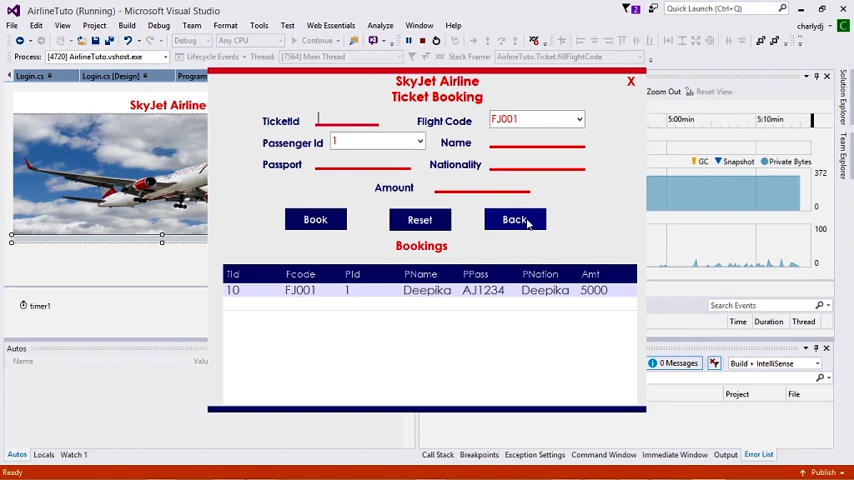 AirlineTuto (Running) - Microsoft Visual Studio
2
Quick Launch (Ctrl+Q)
File Edit View Project Build Debug Team Format Tools Test Web Essentials Analyze Window Help
charlydj
Debug Any CPU Continue
Process: [4720] AirlineTuto.vshost.exe Lifecycle Events Thread: [7564] Main Thread Stack Frame: AirlineTuto.Ticket.fillFlightCode
Login.cs Login.cs [Design] Program
SkyJet Airline
SkyJet Airline
Ticket Booking
X
TicketId
Flight Code FJ001
Passenger Id 1
Name
Passport
Nationality
Amount
Book Reset Back
Bookings
TId Fcode PId PName PPass PNation Amt
10 FJ001 1 Deepika AJ1234 Deepika 5000
Zoom Out Reset View
5:00min 5:10min
GC Snapshot Private Bytes
372
0
100
0
Search Events
Time Duration Thread
timer1
Autos
Name Valu
0 Messages Build + IntelliSense
Project File
Solution Explorer
Team Explorer
Autos Locals Watch 1
Call Stack Breakpoints Exception Settings Command Window Immediate Window Output Error List
Ready
Publish